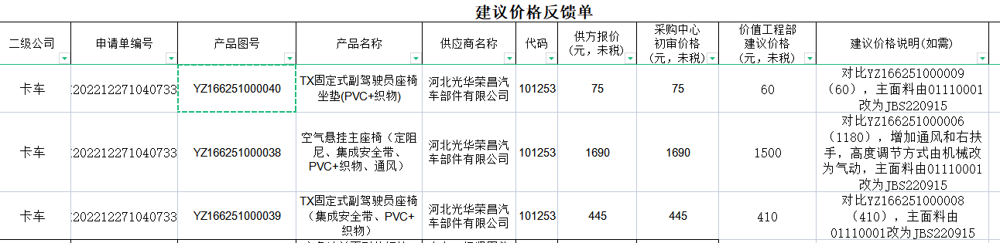 建议价格反馈单
二级公司
申请单编号
产品图号
产品名称
供应商名称
代码
供方报价
(元，未税)
采购中心
初审价格
(元，未税)
价值工程部
建议价格
(元，未税)
建议价格说明(如需)
卡车
202212271040733
YZ166251000040
TX固定式副驾驶员座椅
坐垫(PVC+织物)
河北光华荣昌汽
车部件有限公司
101253
75
75
60
对比YZ166251000009
（60），主面料由01110001
改为JBS220915
卡车
202212271040733
YZ166251000038
空气悬挂主座椅（定阻
尼、集成安全带、
PVC+织物、通风）
河北光华荣昌汽
车部件有限公司
101253
1690
1690
1500
对比YZ166251000006
（1180），增加通风和右扶
手，高度调节方式由机械改
为气动，主面料由01110001
改为JBS220915
卡车
202212271040733
YZ166251000039
TX固定式副驾驶员座椅
（集成安全带、PVC+
织物）
河北光华荣昌汽
车部件有限公司
101253
445
445
410
对比YZ166251000008
（410），主面料由
01110001改为JBS220915